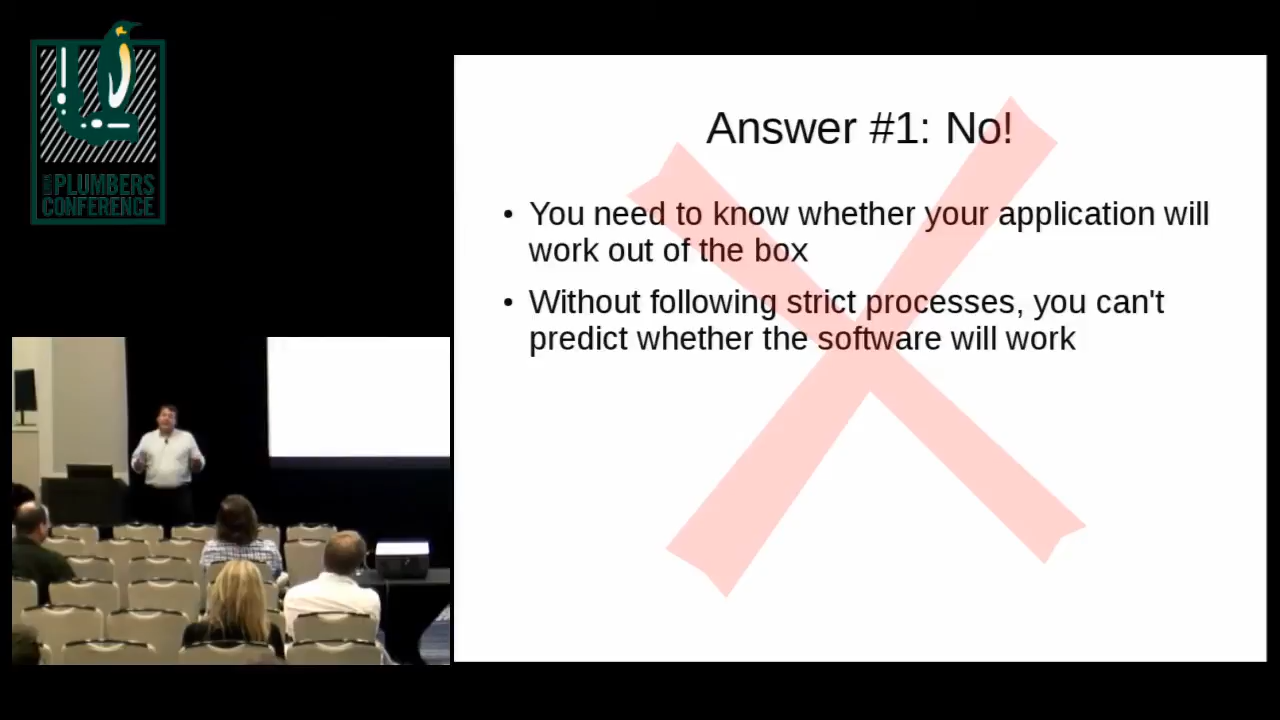 LINUX
PLUMBERS
CONFERENCE
Answer #1: No!
• You need to know whether your application will
work out of the box
• Without following strict processes, you can't
predict whether the software will work